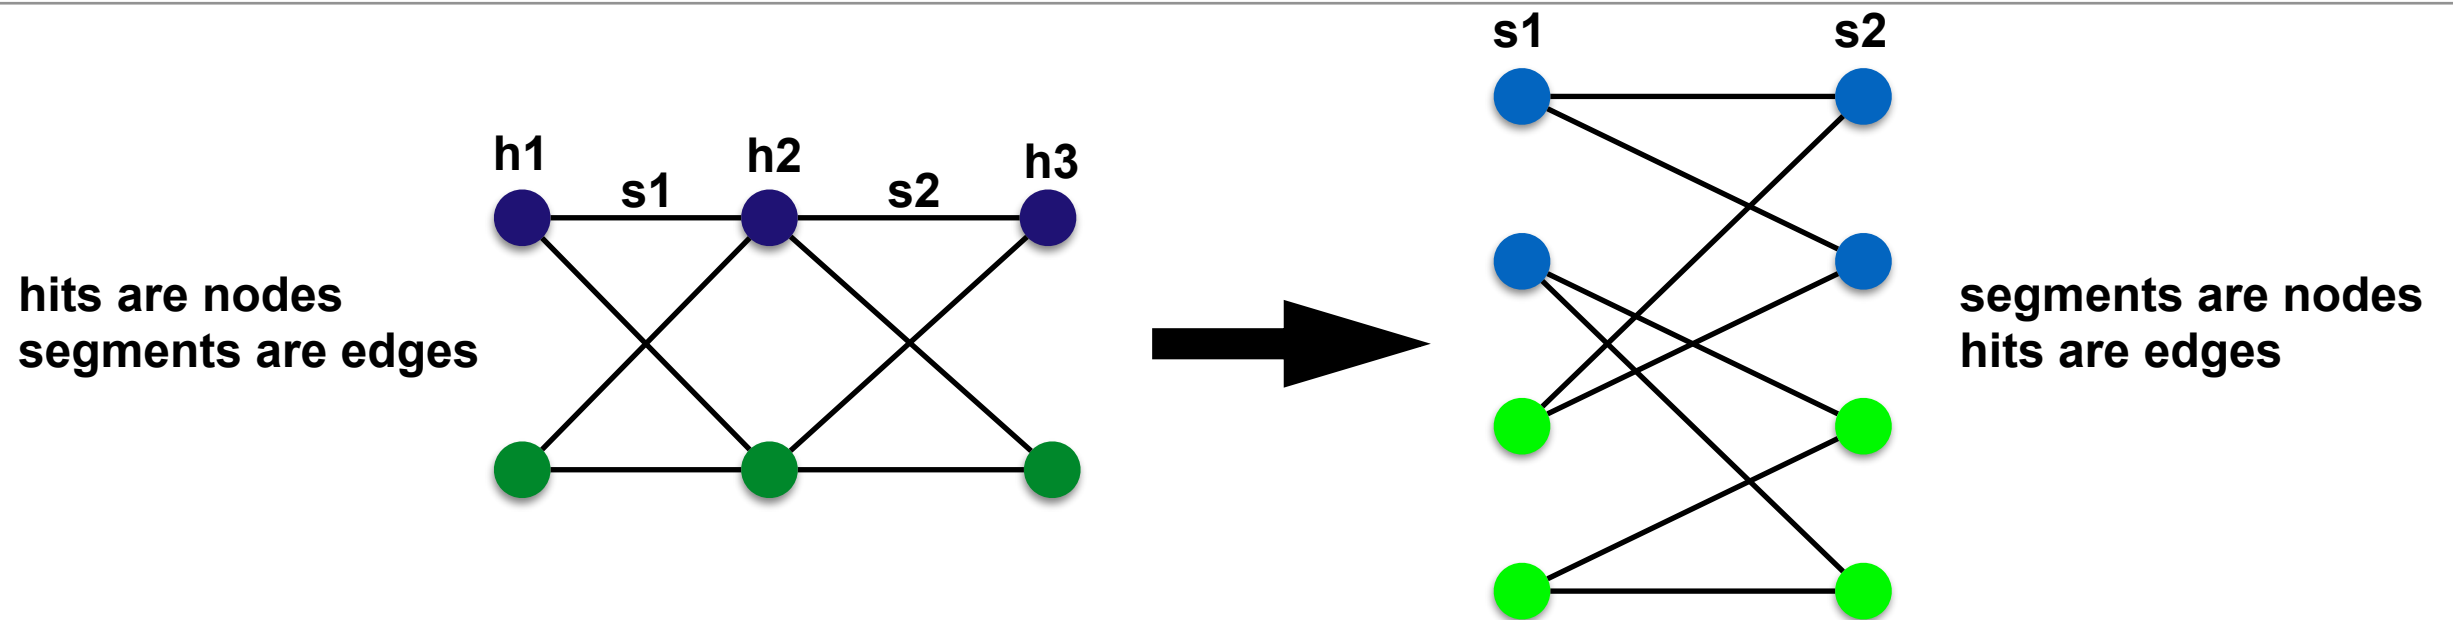 hits are nodes
segments are edges
h1
s1
h2
s2
h3
s1
s2
segments are nodes
hits are edges